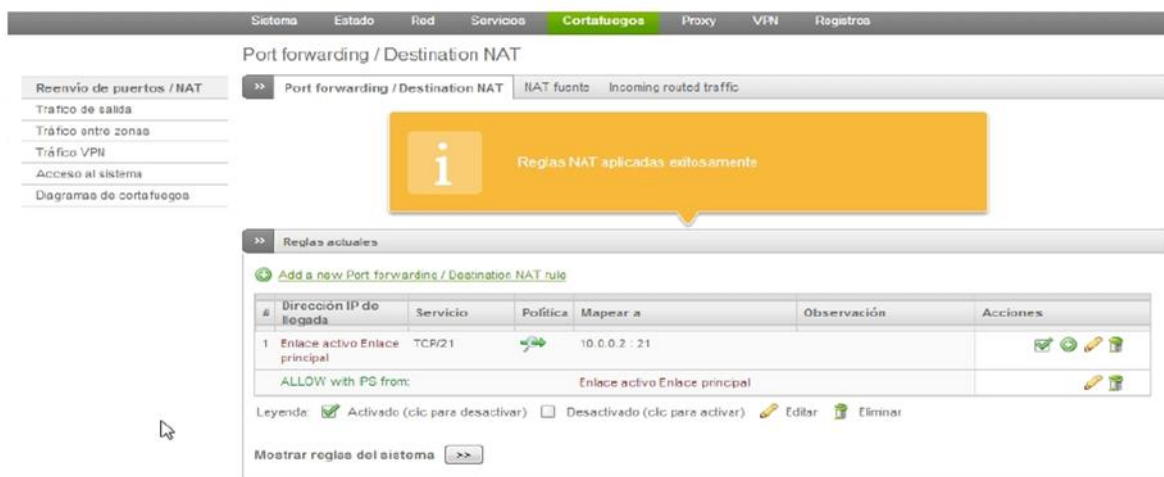 Sistema Estado Red Servicios Cortafuegos Proxy VPN Registros
Port forwarding / Destination NAT
Reenvío de puertos / NAT
Trafico de salida
Tráfico entre zonas
Tráfico VPN
Acceso al sistema
Diagramas de cortafuegos
>> Port forwarding / Destination NAT NAT fuente Incoming routed traffic
i
Reglas NAT aplicadas exitosamente
>> Reglas actuales
Add a new Port forwarding / Destination NAT rule
# Dirección IP de llegada Servicio Política Mapear a Observación Acciones
1 Enlace activo Enlace principal TCP/21 10.0.0.2 : 21
ALLOW with IPS from: Enlace activo Enlace principal
Leyenda: Activado (clic para desactivar) Desactivado (clic para activar) Editar Eliminar
Mostrar reglas del sistema >>